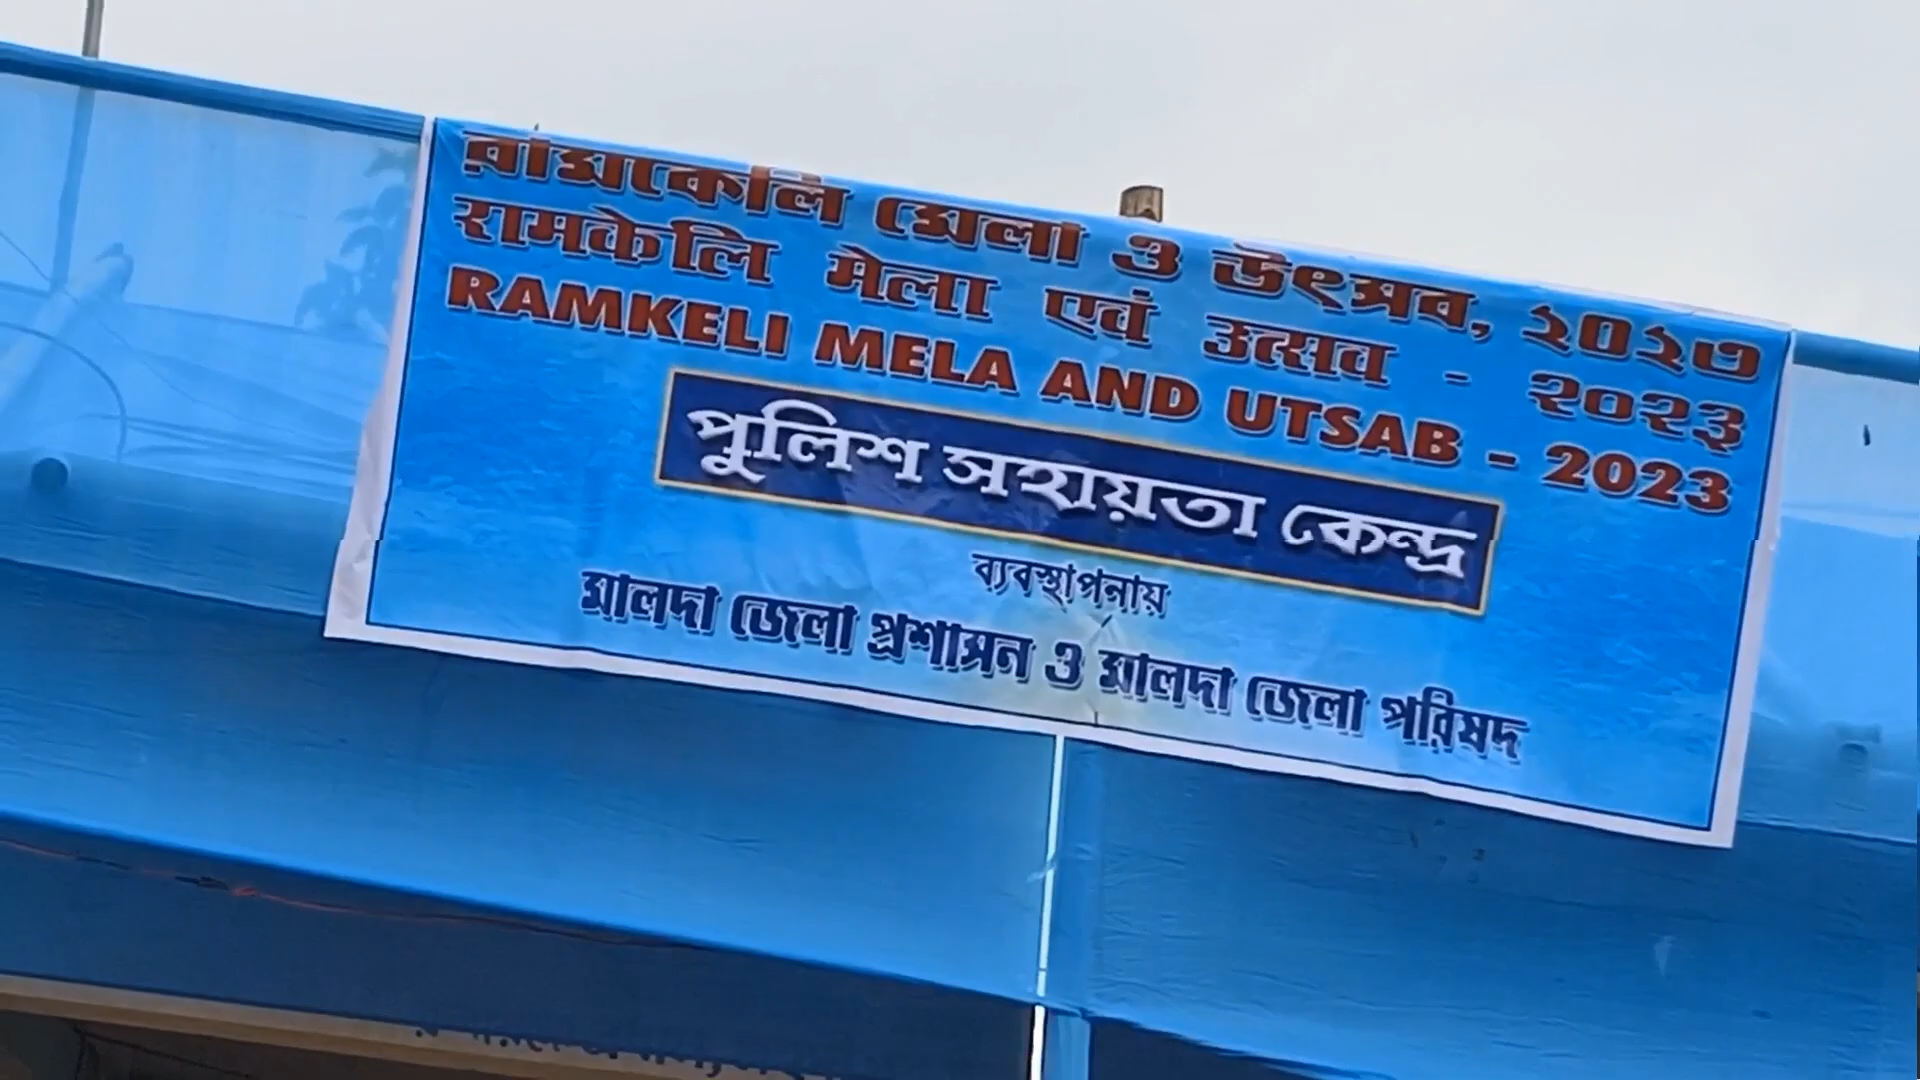 রামকেলি মেলা ও উৎসব, ২০২৩
रामकेलि मेला एवं उत्सव - २०२३
RAMKELI MELA AND UTSAB - 2023
পুলিশ সহায়তা কেন্দ্র
ব্যবস্থাপনায়
মালদা জেলা প্রশাসন ও মালদা জেলা পরিষদ